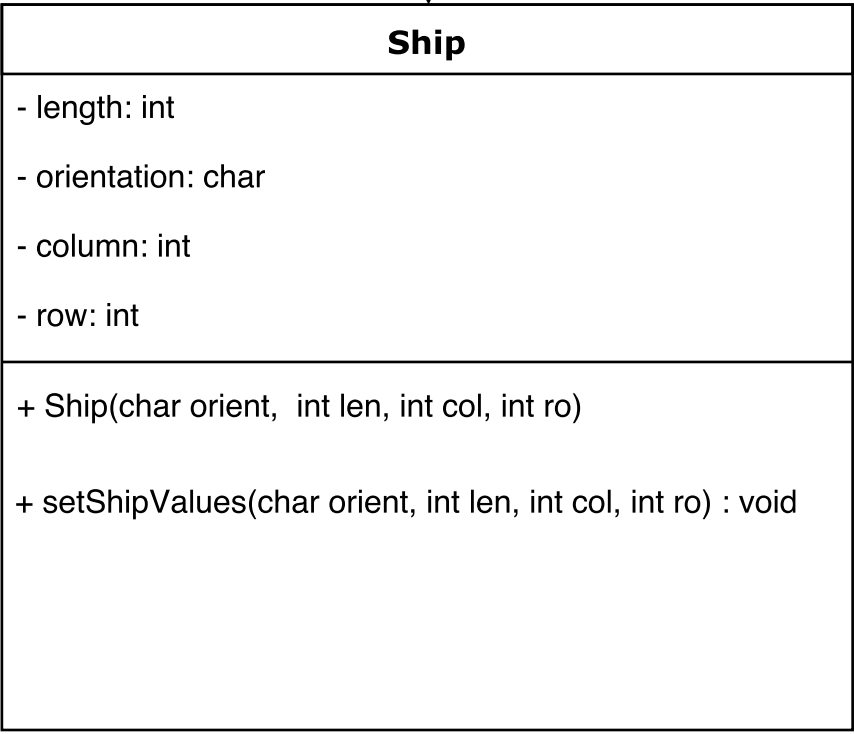 Ship
- length: int
- orientation: char
- column: int
- row: int
+ Ship(char orient,  int len, int col, int ro)
+ setShipValues(char orient, int len, int col, int ro) : void